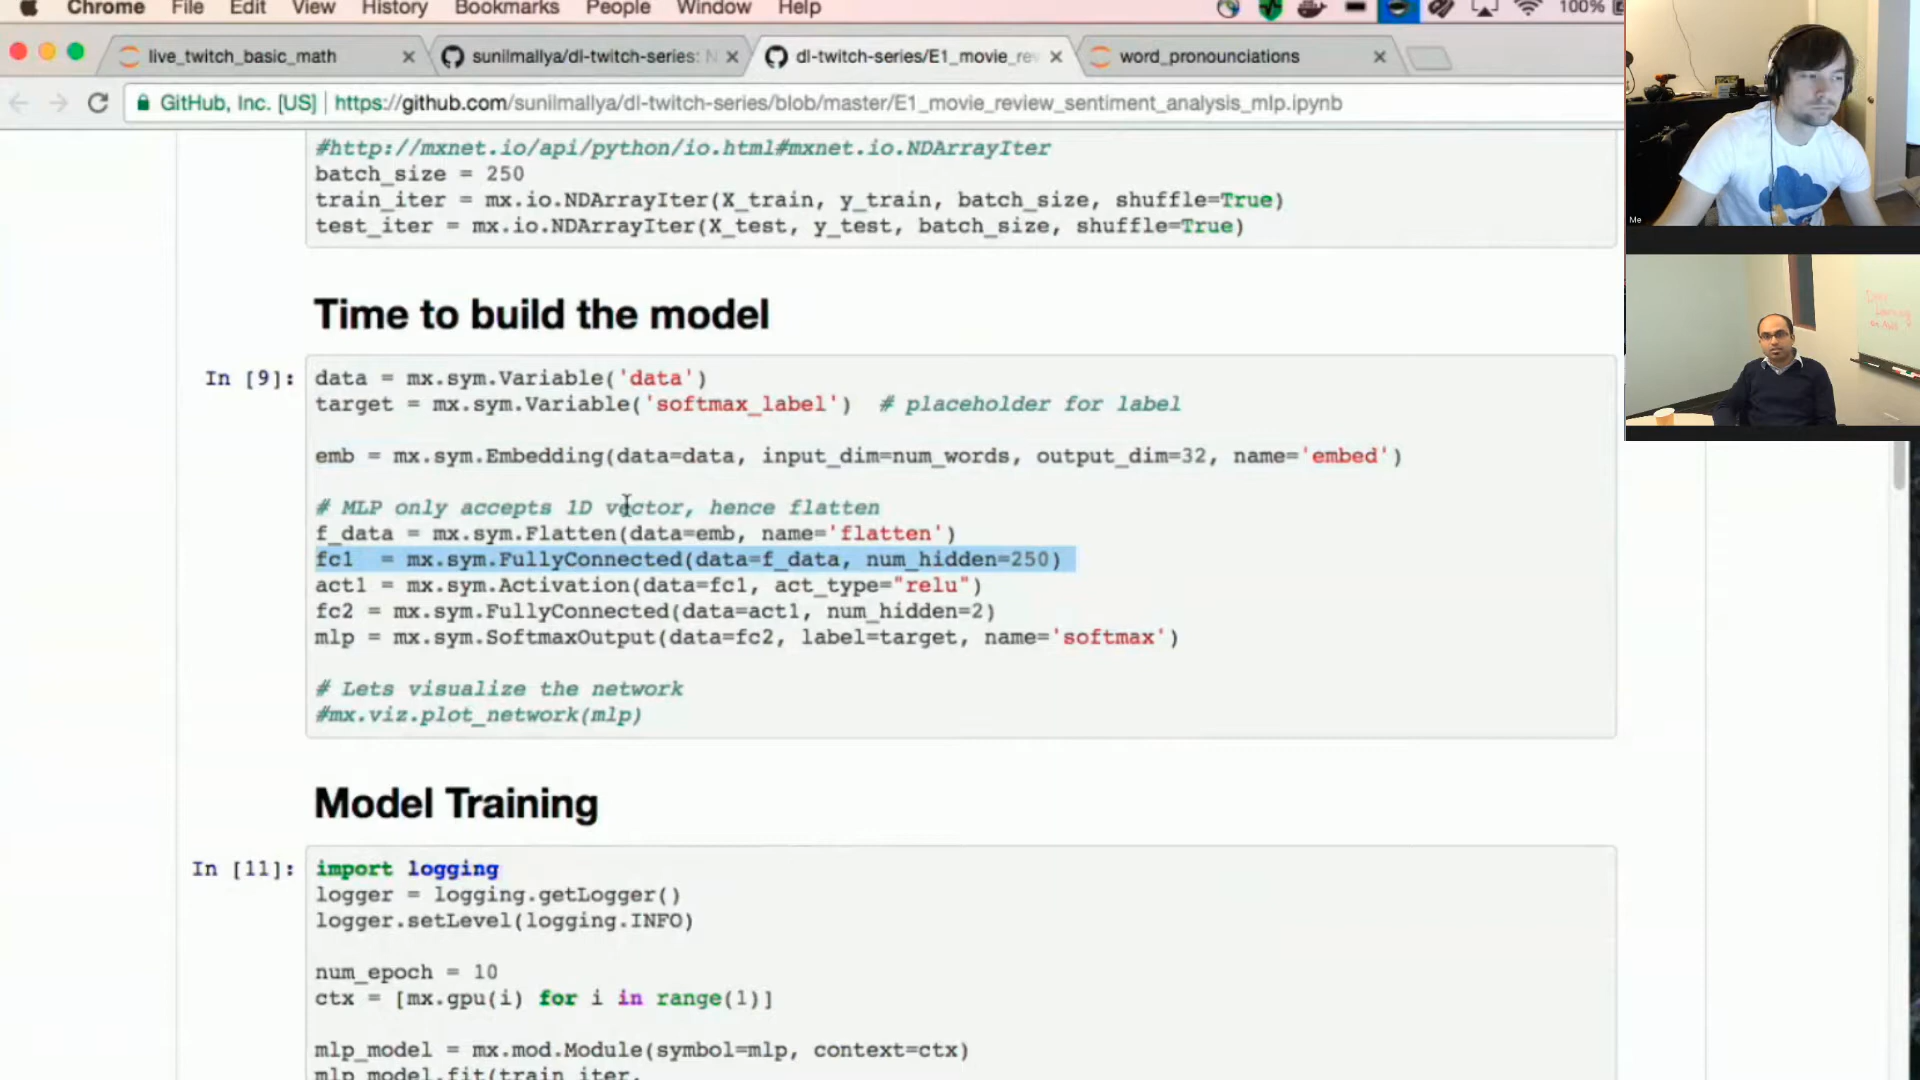 Chrome File Edit View History Bookmarks People Window Help 100%
live_twitch_basic_math
sunilmallya/dl-twitch-series: N
dl-twitch-series/E1_movie_re
word_pronounciations
GitHub, Inc. [US] | https://github.com/sunilmallya/dl-twitch-series/blob/master/E1_movie_review_sentiment_analysis_mlp.ipynb
#http://mxnet.io/api/python/io.html#mxnet.io.NDArrayIter
batch_size = 250
train_iter = mx.io.NDArrayIter(X_train, y_train, batch_size, shuffle=True)
test_iter = mx.io.NDArrayIter(X_test, y_test, batch_size, shuffle=True)
Time to build the model
In [9]: data = mx.sym.Variable('data')
target = mx.sym.Variable('softmax_label') # placeholder for label
emb = mx.sym.Embedding(data=data, input_dim=num_words, output_dim=32, name='embed')
# MLP only accepts 1D vector, hence flatten
f_data = mx.sym.Flatten(data=emb, name='flatten')
fc1 = mx.sym.FullyConnected(data=f_data, num_hidden=250)
act1 = mx.sym.Activation(data=fc1, act_type="relu")
fc2 = mx.sym.FullyConnected(data=act1, num_hidden=2)
mlp = mx.sym.SoftmaxOutput(data=fc2, label=target, name='softmax')
# Lets visualize the network
#mx.viz.plot_network(mlp)
Model Training
In [11]: import logging
logger = logging.getLogger()
logger.setLevel(logging.INFO)
num_epoch = 10
ctx = [mx.gpu(i) for i in range(1)]
mlp_model = mx.mod.Module(symbol=mlp, context=ctx)
mlp_model.fit(train_iter,
Me
Deep
Learning
on AWS